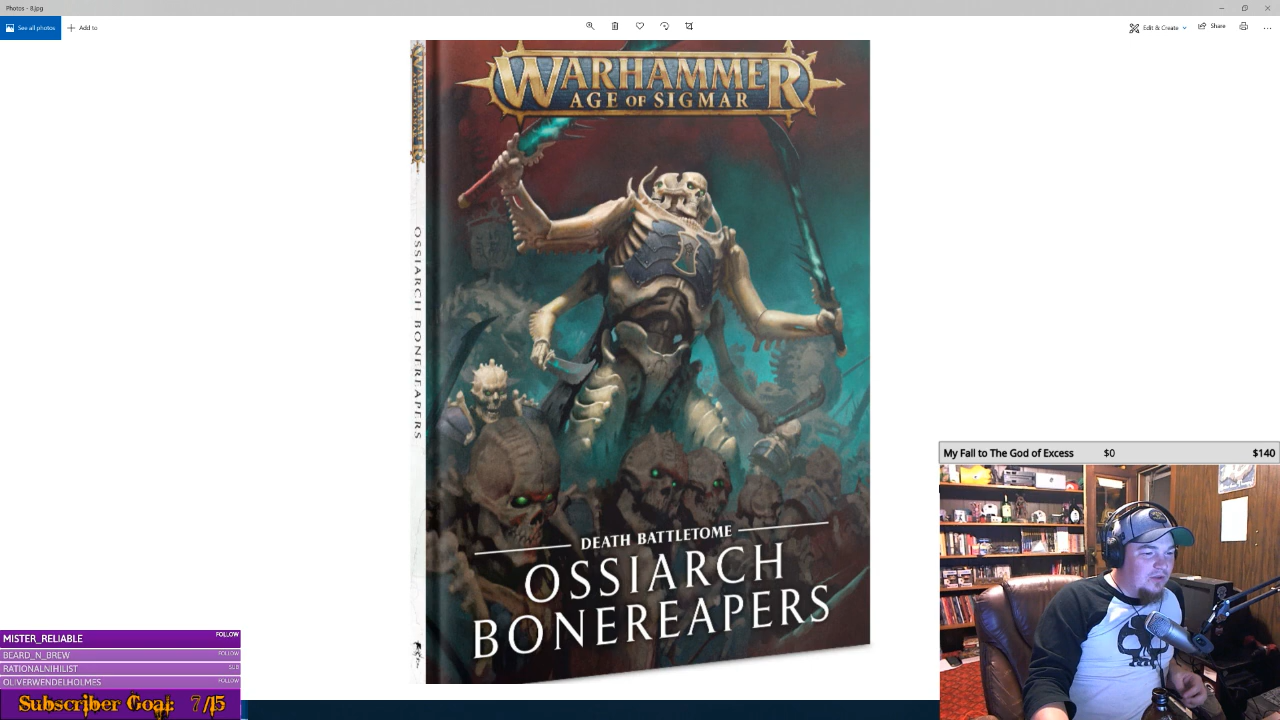 Photos - 8.jpg
See all photos
Add to
Edit & Create
Share
WARHAMMER
AGE OF SIGMAR
OSSIARCH BONEREAPERS
DEATH BATTLETOME
OSSIARCH
BONEREAPERS
My Fall to The God of Excess $0 $140
MISTER_RELIABLE FOLLOW
BEARD_N_BREW FOLLOW
RATIONALNIHILIST SUB
OLIVERWENDELHOLMES FOLLOW
Subscriber Goal: 7/15